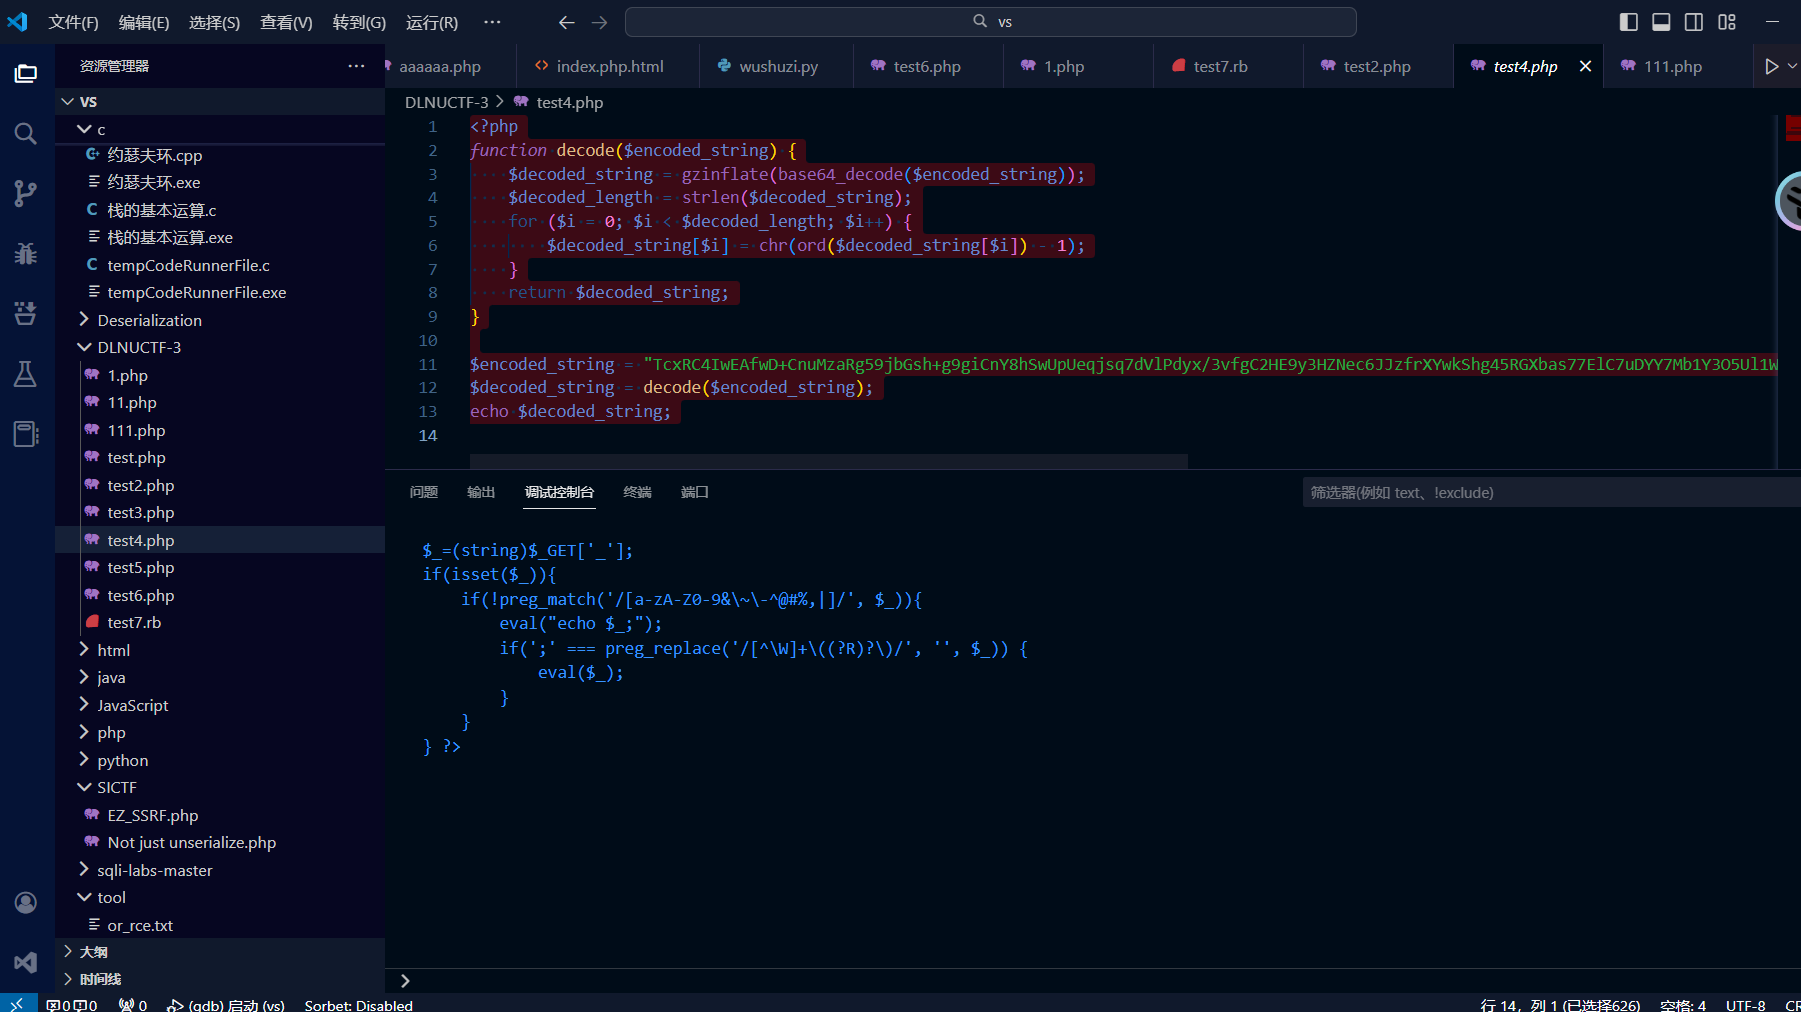 文件(F) 编辑(E) 选择(S) 查看(V) 转到(G) 运行(R) ··· vs
资源管理器 ···
aaaaaa.php index.php.html wushuzi.py test6.php 1.php test7.rb test2.php test4.php 111.php
VS
c
约瑟夫环.cpp
约瑟夫环.exe
栈的基本运算.c
栈的基本运算.exe
tempCodeRunnerFile.c
tempCodeRunnerFile.exe
Deserialization
DLNUCTF-3
1.php
11.php
111.php
test.php
test2.php
test3.php
test4.php
test5.php
test6.php
test7.rb
html
java
JavaScript
php
python
SICTF
EZ_SSRF.php
Not just unserialize.php
sqli-labs-master
tool
or_rce.txt
大纲
时间线
DLNUCTF-3 > test4.php
1 <?php
2 function decode($encoded_string) {
3 $decoded_string = gzinflate(base64_decode($encoded_string));
4 $decoded_length = strlen($decoded_string);
5 for ($i = 0; $i < $decoded_length; $i++) {
6 $decoded_string[$i] = chr(ord($decoded_string[$i]) - 1);
7 }
8 return $decoded_string;
9 }
10
11 $encoded_string = "TcxRC4IwEAfwD+CnuMzaRg59jbGsh+g9giCnY8hSwUpUeqjsq7dVlPdyx/3vfgC2HE9y3HZNec6JJzfrXYwkShg45RGXbas77ElC7uDYY7Mb1Y3O5Ul1W
12 $decoded_string = decode($encoded_string);
13 echo $decoded_string;
14
问题 输出 调试控制台 终端 端口 筛选器(例如 text、!exclude)
$_=(string)$_GET['_'];
if(isset($_)){
if(!preg_match('/[a-zA-Z0-9&\~\-^@#%,|]/', $_)){
eval("echo $_;");
if(';' === preg_replace('/[^\W]+\((?R)?\)/', '', $_)) {
eval($_);
}
}
} ?>
0 0 0 (gdb) 启动 (vs) Sorbet: Disabled 行 14，列 1 (已选择626) 空格: 4 UTF-8 CR